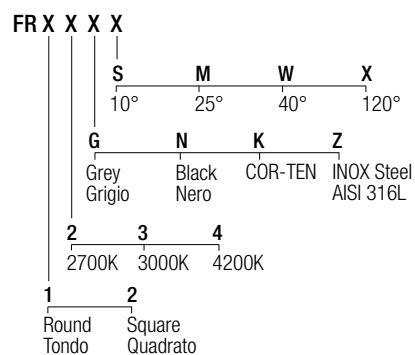 FR X X X X
S M W X
10° 25° 40° 120°
G N K Z
Grey Black COR-TEN INOX Steel
Grigio Nero AISI 316L
2 3 4
2700K 3000K 4200K
1 2
Round Square
Tondo Quadrato